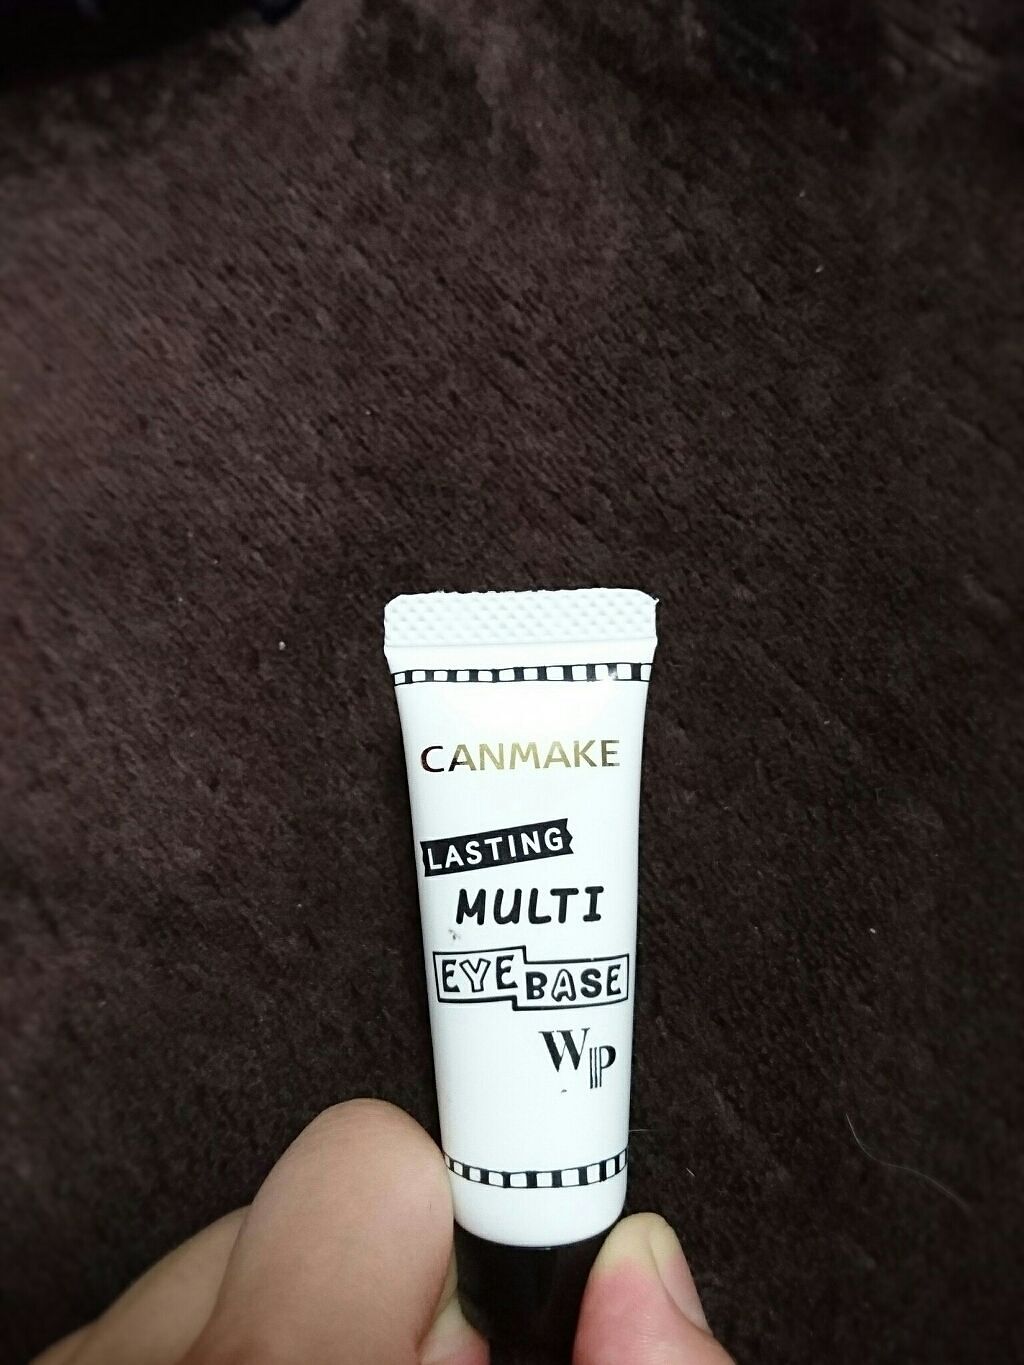 CANMAKE
LASTING
MULTI
EYE BASE
WP